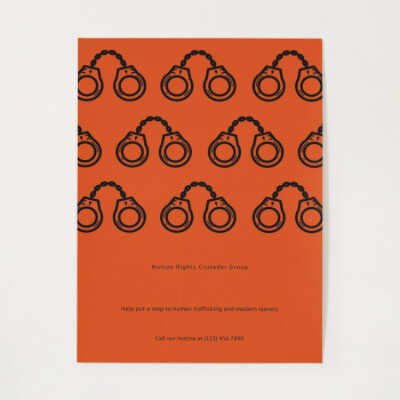 Human Rights Crusader Group
Help put a stop to human trafficking and modern slavery
Call our hotline at (123) 456 7890